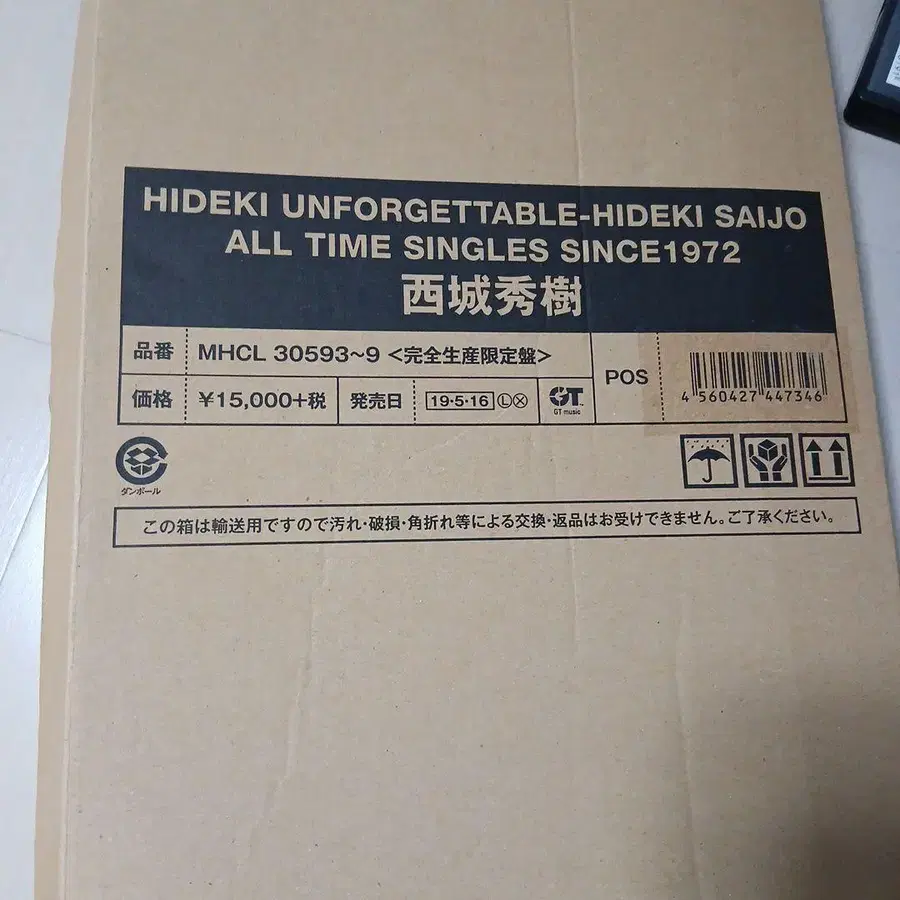 HIDEKI UNFORGETTABLE-HIDEKI SAIJO
ALL TIME SINGLES SINCE1972
西城秀樹
品番 MHCL 30593~9 <完全生産限定盤>
価格 ¥15,000+税 発売日 19・5・16 Ⓛ Ⓧ GT GT music
POS 4 560427 447346
ダンボール
この箱は輸送用ですので汚れ・破損・角折れ等による交換・返品はお受けできません。ご了承ください。